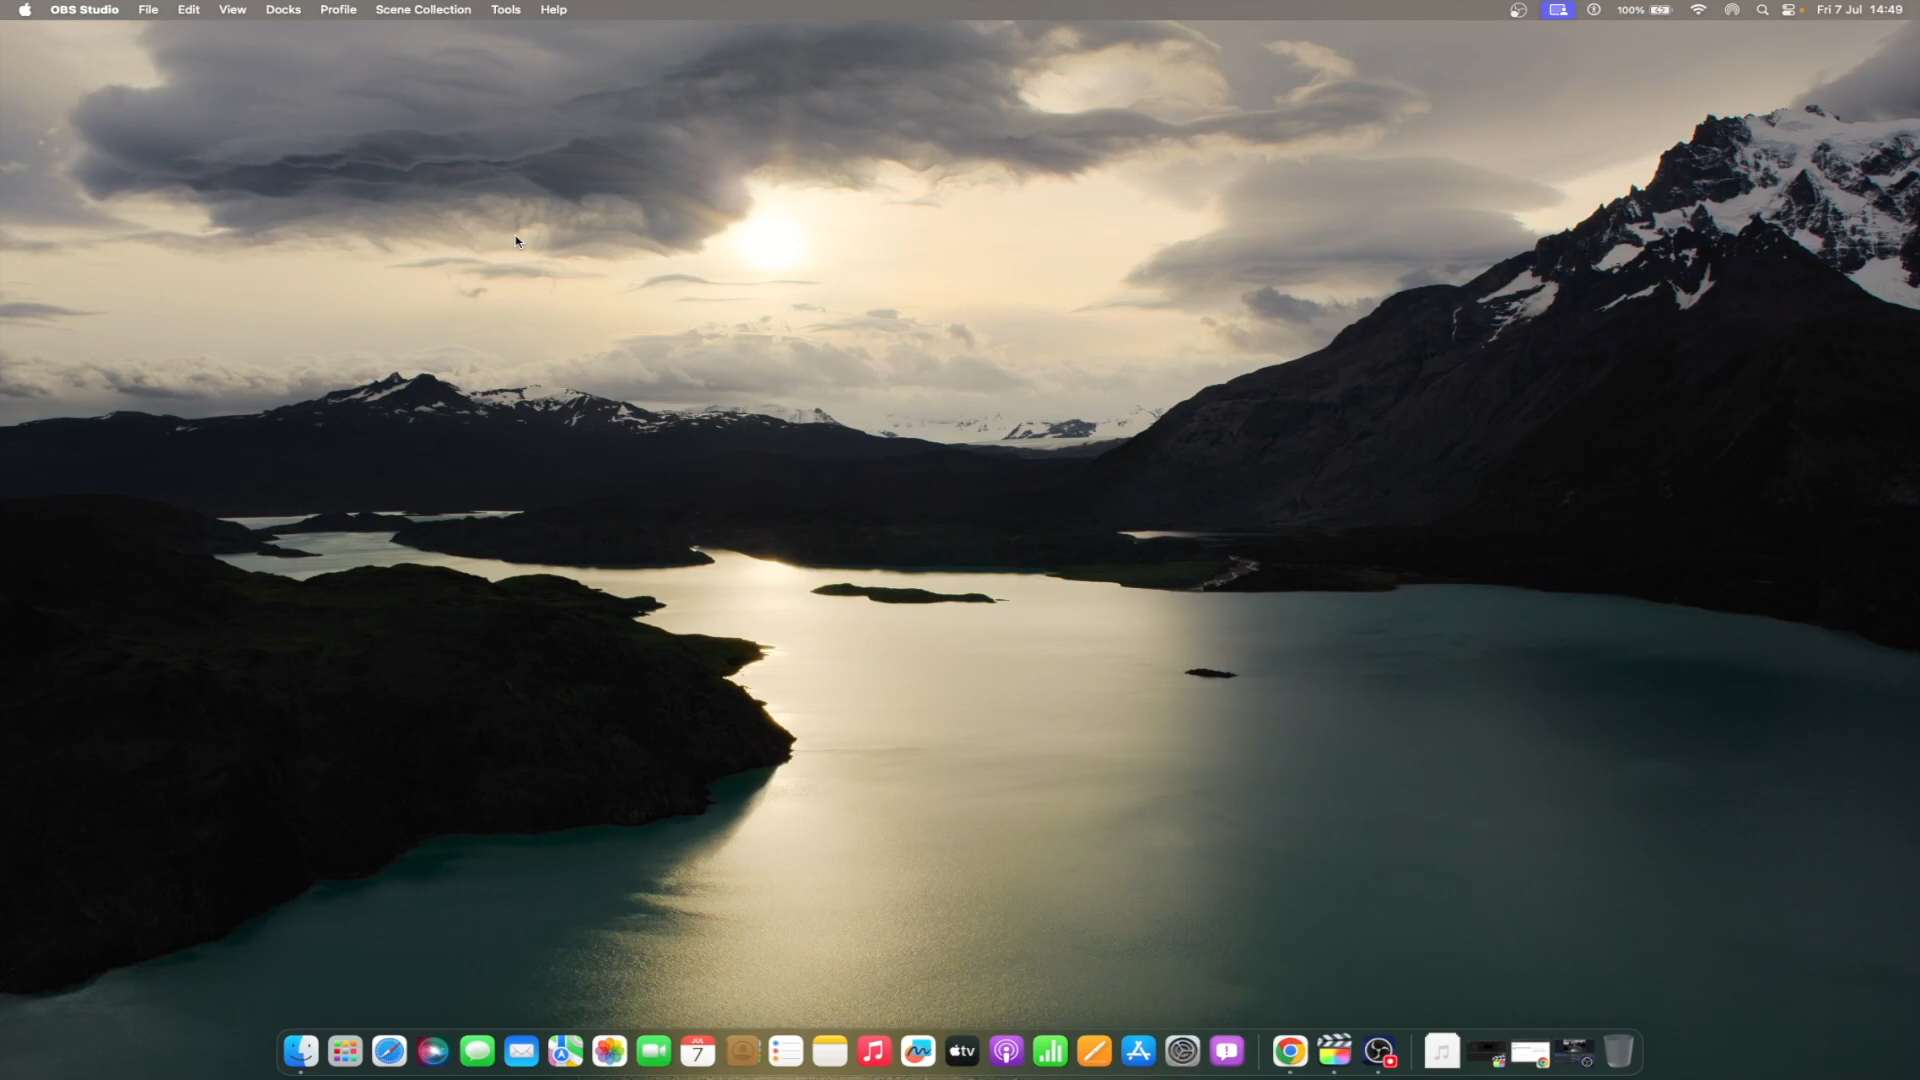 OBS Studio File Edit View Docks Profile Scene Collection Tools Help 100% Fri 7 Jul 14:49
JUL
7
tv